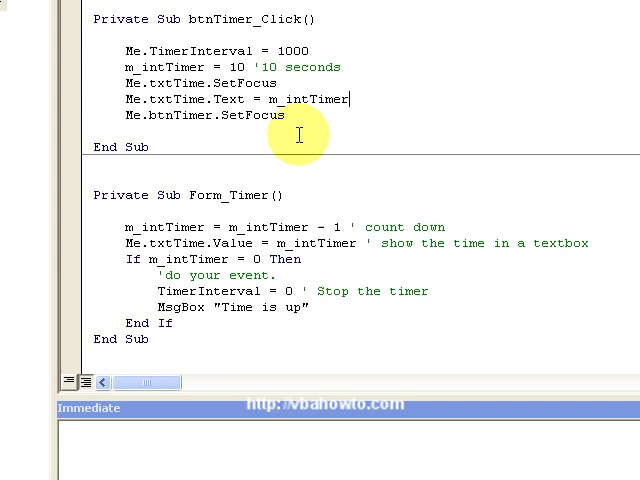 Private Sub btnTimer_Click()
Me.TimerInterval = 1000
m_intTimer = 10 '10 seconds
Me.txtTime.SetFocus
Me.txtTime.Text = m_intTimer
Me.btnTimer.SetFocus
End Sub
Private Sub Form_Timer()
m_intTimer = m_intTimer - 1 ' count down
Me.txtTime.Value = m_intTimer ' show the time in a textbox
If m_intTimer = 0 Then
'do your event.
TimerInterval = 0 ' Stop the timer
MsgBox "Time is up"
End If
End Sub
http://vbahowto.com
Immediate